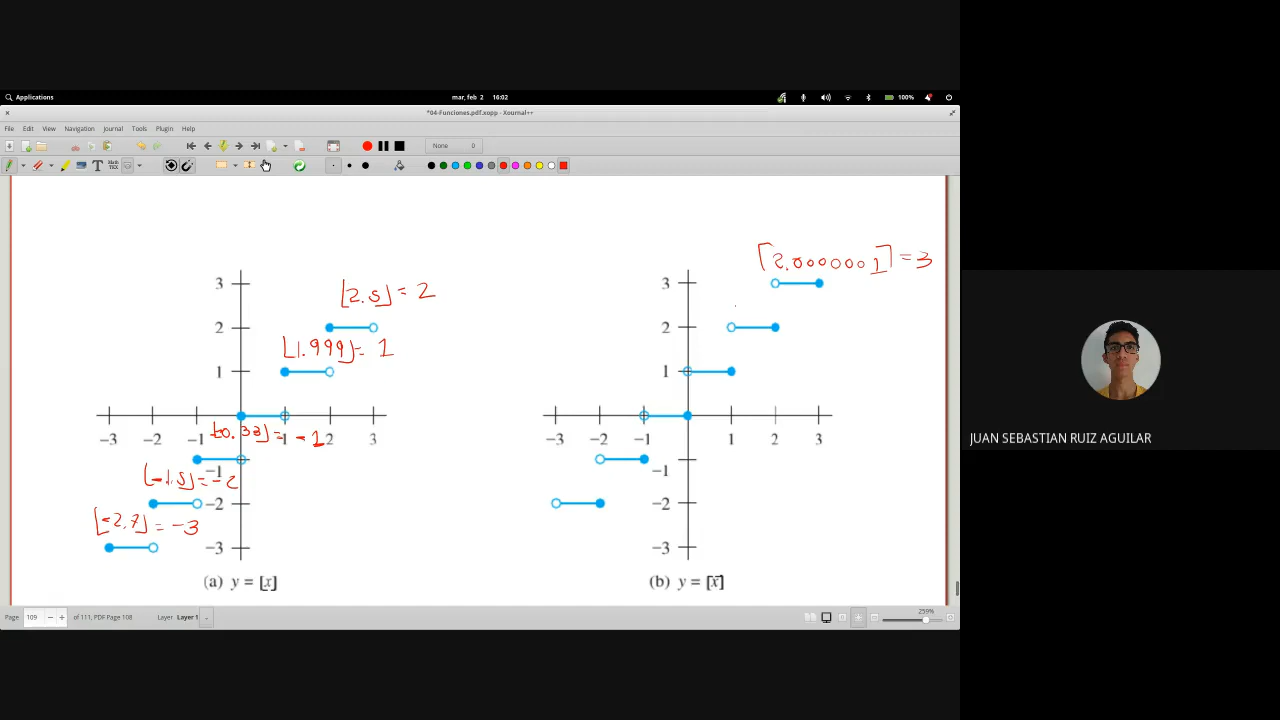 Applications
mar, feb 2 16:02
100%
*04-Funciones.pdf.xopp - Xournal++
File Edit View Navigation Journal Tools Plugin Help
None 0
⌈2.0000001⌉ = 3
3
⌊2.5⌋ = 2
2
⌊1.999⌋ = 1
1
−3 −2 −1 1 2 3
⌊-0.33⌋ = -1
−1
⌊-1.5⌋ = -2
−2
⌊-2,7⌋ = -3
−3
(a) y = ⌊x⌋
3
2
1
−3 −2 −1 1 2 3
−1
−2
−3
(b) y = ⌈x⌉
JUAN SEBASTIAN RUIZ AGUILAR
Page 109 of 111, PDF Page 108 Layer Layer 1
259%